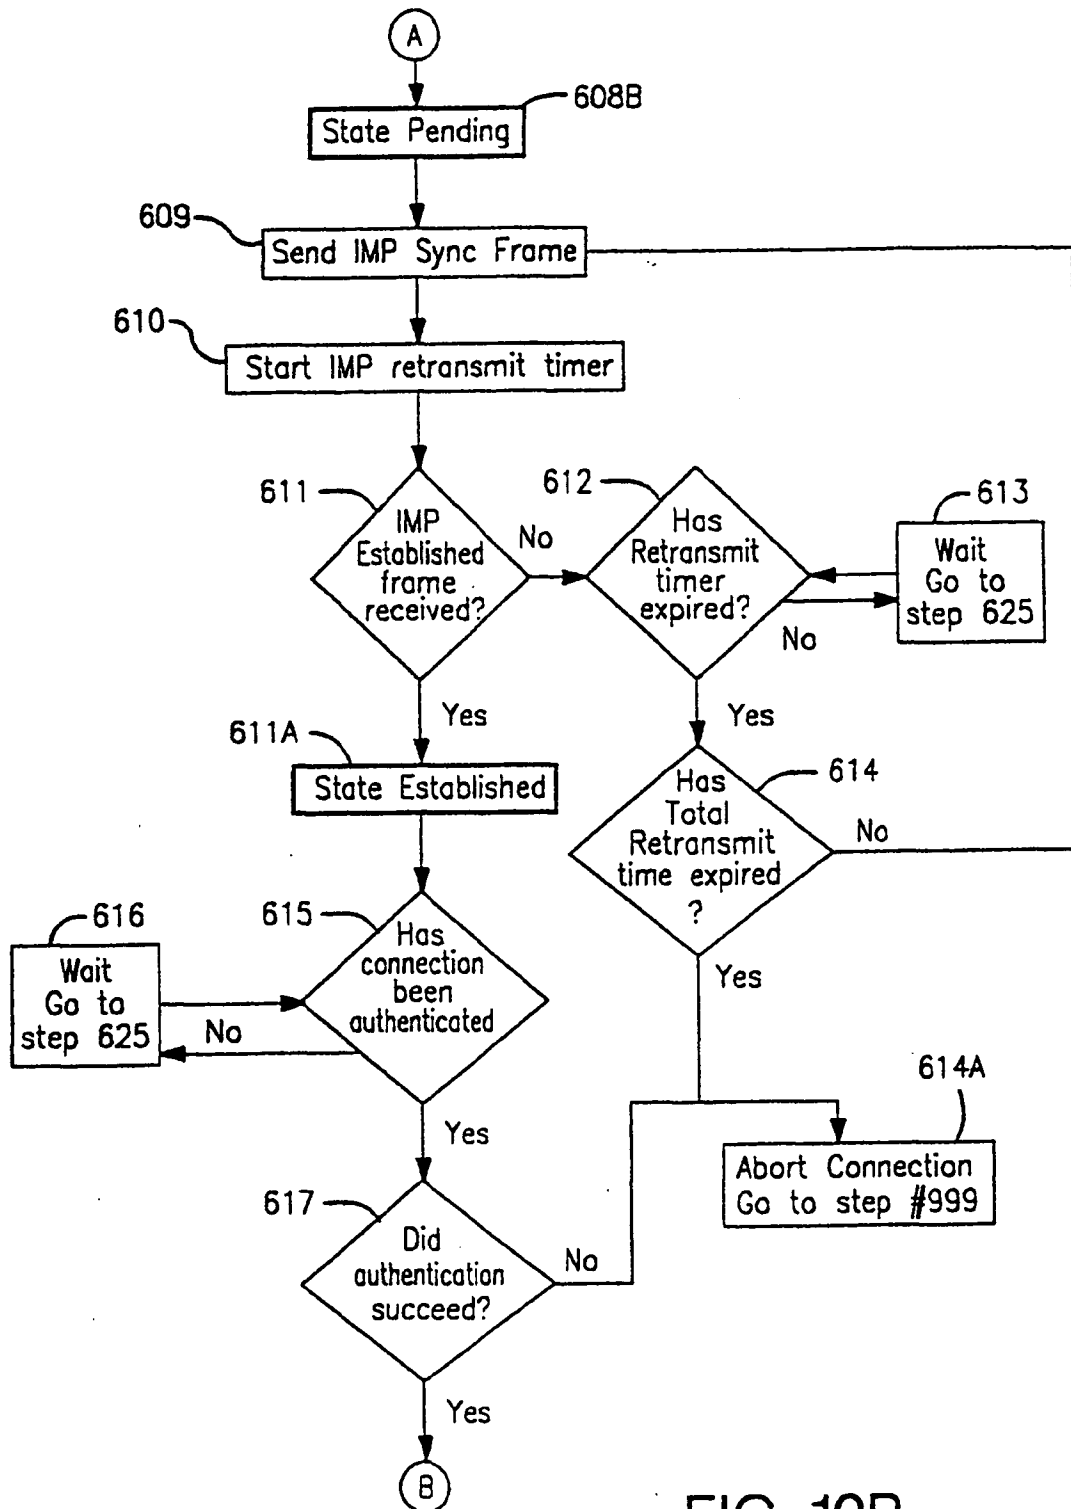 A
608B
State Pending
609
Send IMP Sync Frame
610
Start IMP retransmit timer
611
IMP
Established
frame
received?
No
612
Has
Retransmit
timer
expired?
No
613
Wait
Go to
step 625
Yes
Yes
611A
State Established
614
Has
Total
Retransmit
time expired
?
No
Yes
615
Has
connection
been
authenticated
616
Wait
Go to
step 625
No
Yes
614A
Abort Connection
Go to step #999
617
Did
authentication
succeed?
No
Yes
B